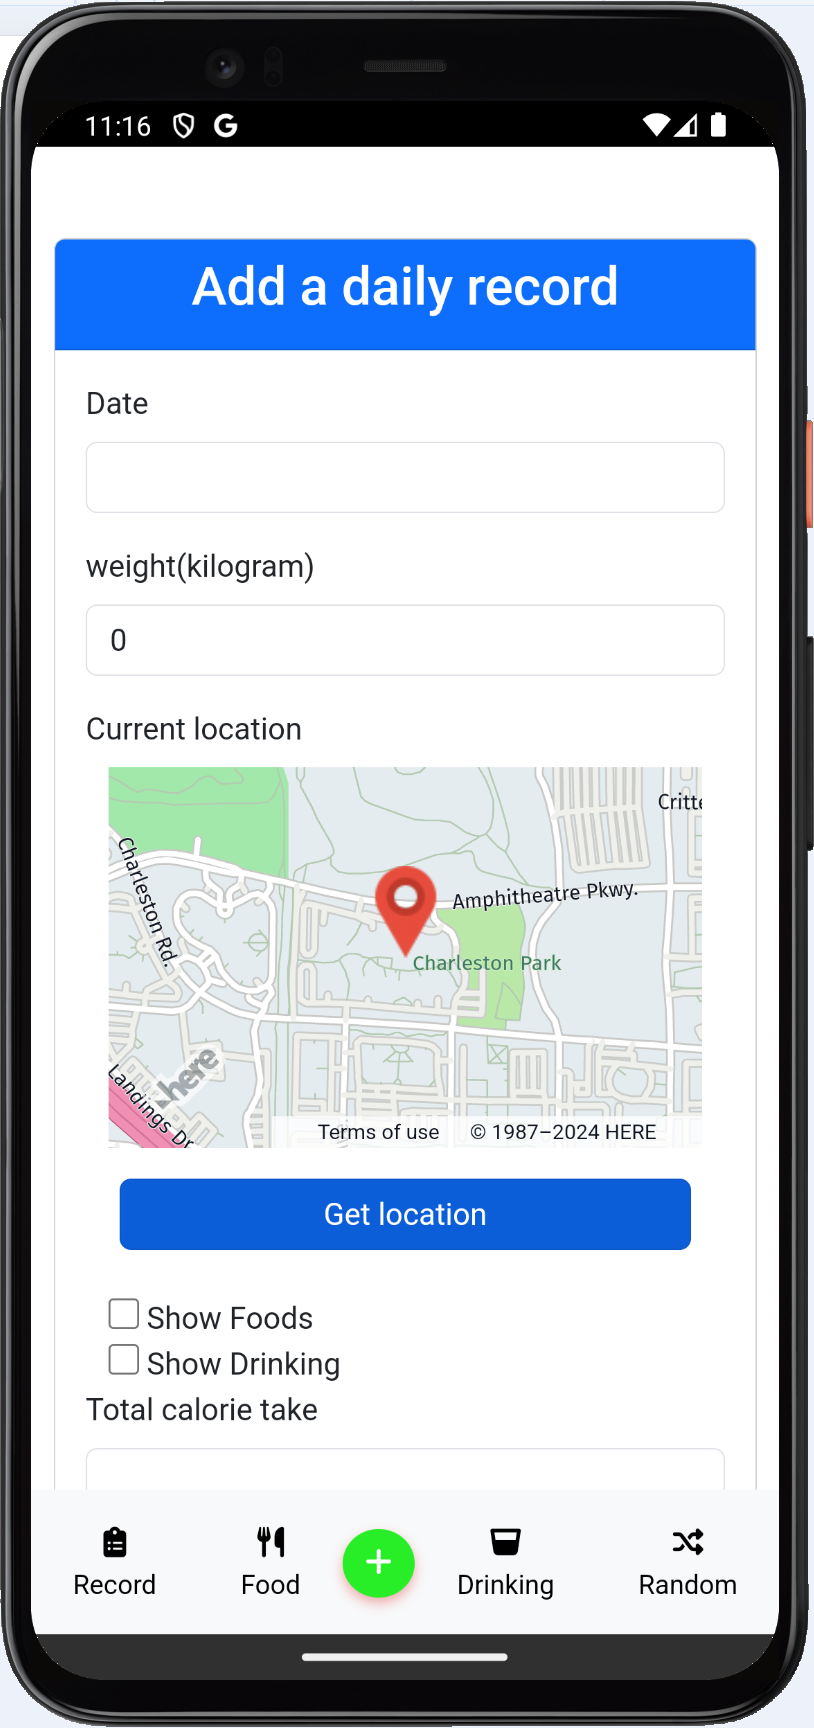 11:16
Add a daily record
Date
weight(kilogram)
0
Current location
Critte
Charleston Rd.
Amphitheatre Pkwy.
Charleston Park
here
Landings Dr
Terms of use © 1987–2024 HERE
Get location
Show Foods
Show Drinking
Total calorie take
Record Food + Drinking Random